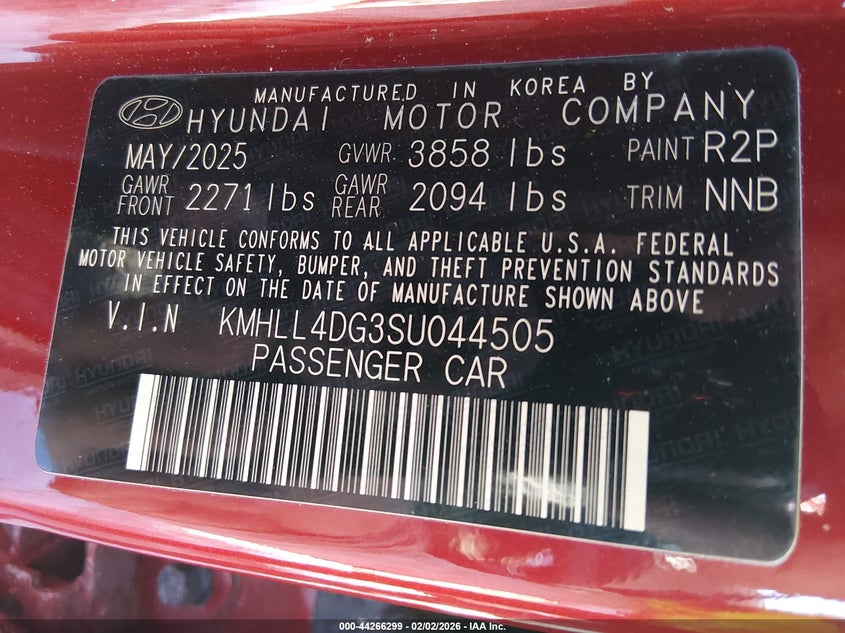 MANUFACTURED IN KOREA BY
HYUNDAI MOTOR COMPANY
MAY/2025 GVWR 3858 lbs PAINT R2P
GAWR FRONT 2271 lbs GAWR REAR 2094 lbs TRIM NNB
THIS VEHICLE CONFORMS TO ALL APPLICABLE U.S.A. FEDERAL
MOTOR VEHICLE SAFETY, BUMPER, AND THEFT PREVENTION STANDARDS
IN EFFECT ON THE DATE OF MANUFACTURE SHOWN ABOVE
V.I.N KMHLL4DG3SU044505
PASSENGER CAR
000-44266299 - 02/02/2026 - IAA Inc.